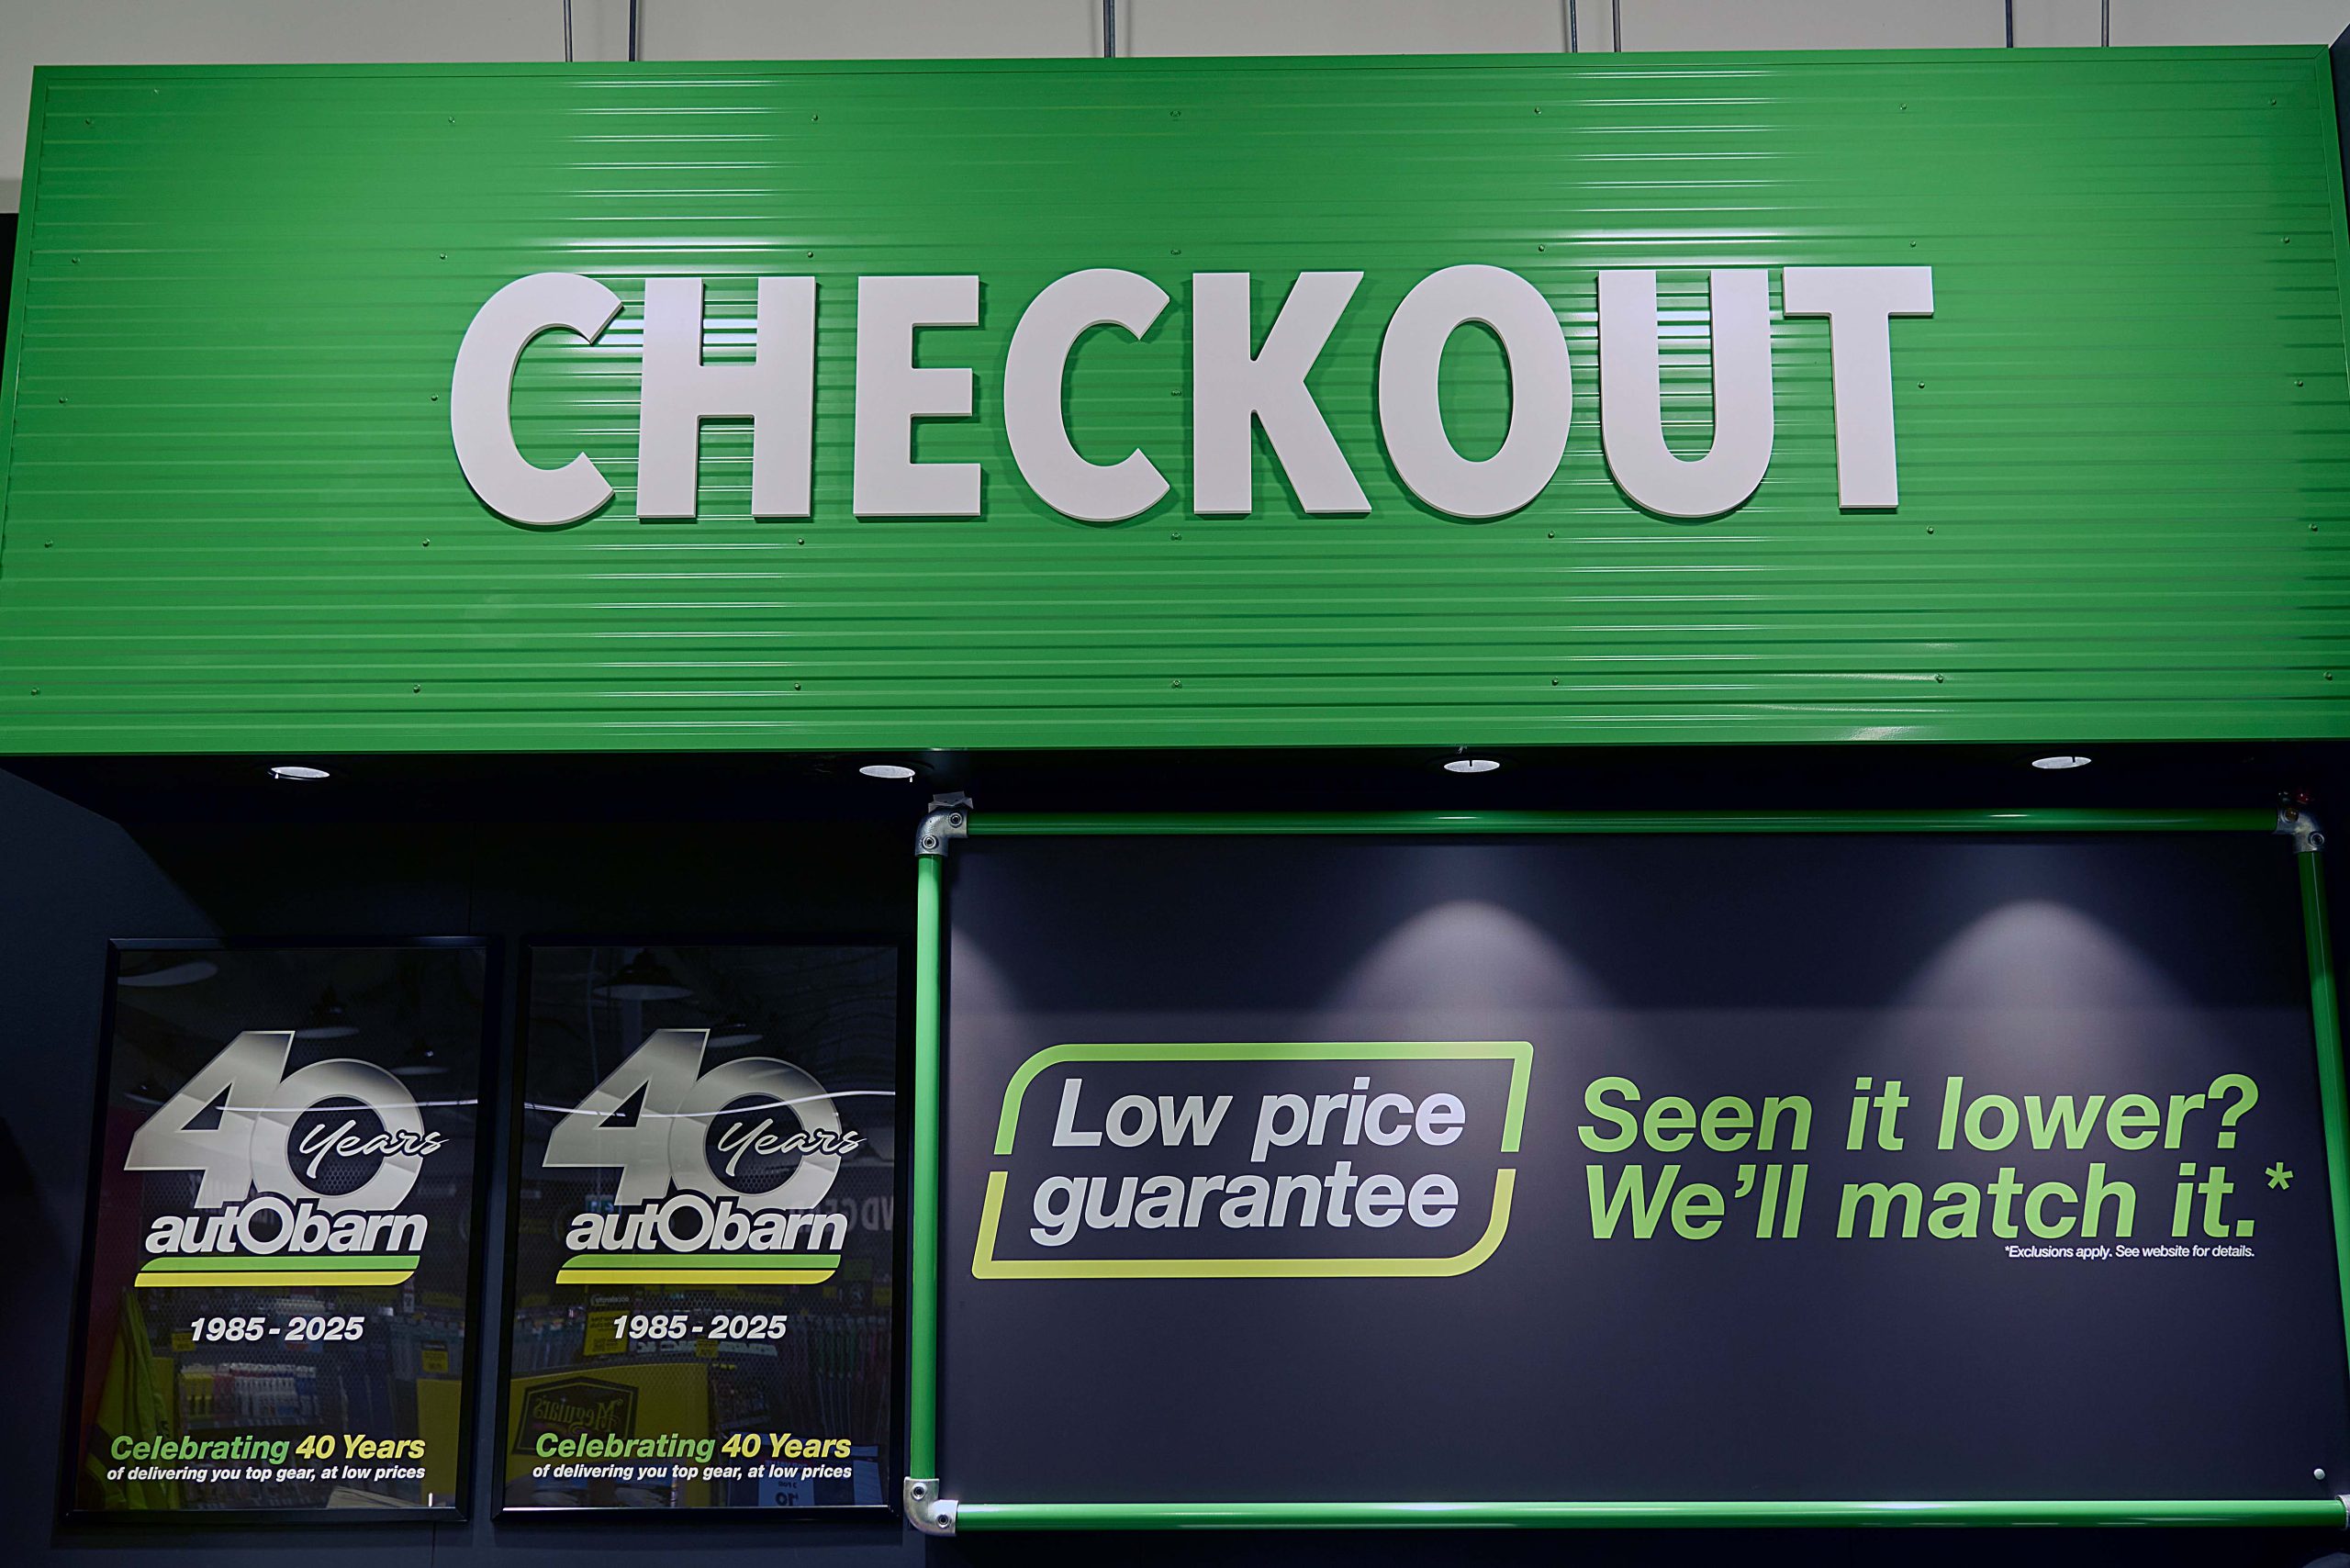 CHECKOUT
40 Years
autObarn
1985 - 2025
Celebrating 40 Years
of delivering you top gear, at low prices
40 Years
autObarn
1985 - 2025
Celebrating 40 Years
of delivering you top gear, at low prices
Low price
guarantee
Seen it lower?
We'll match it.*
*Exclusions apply. See website for details.
Meguiar's